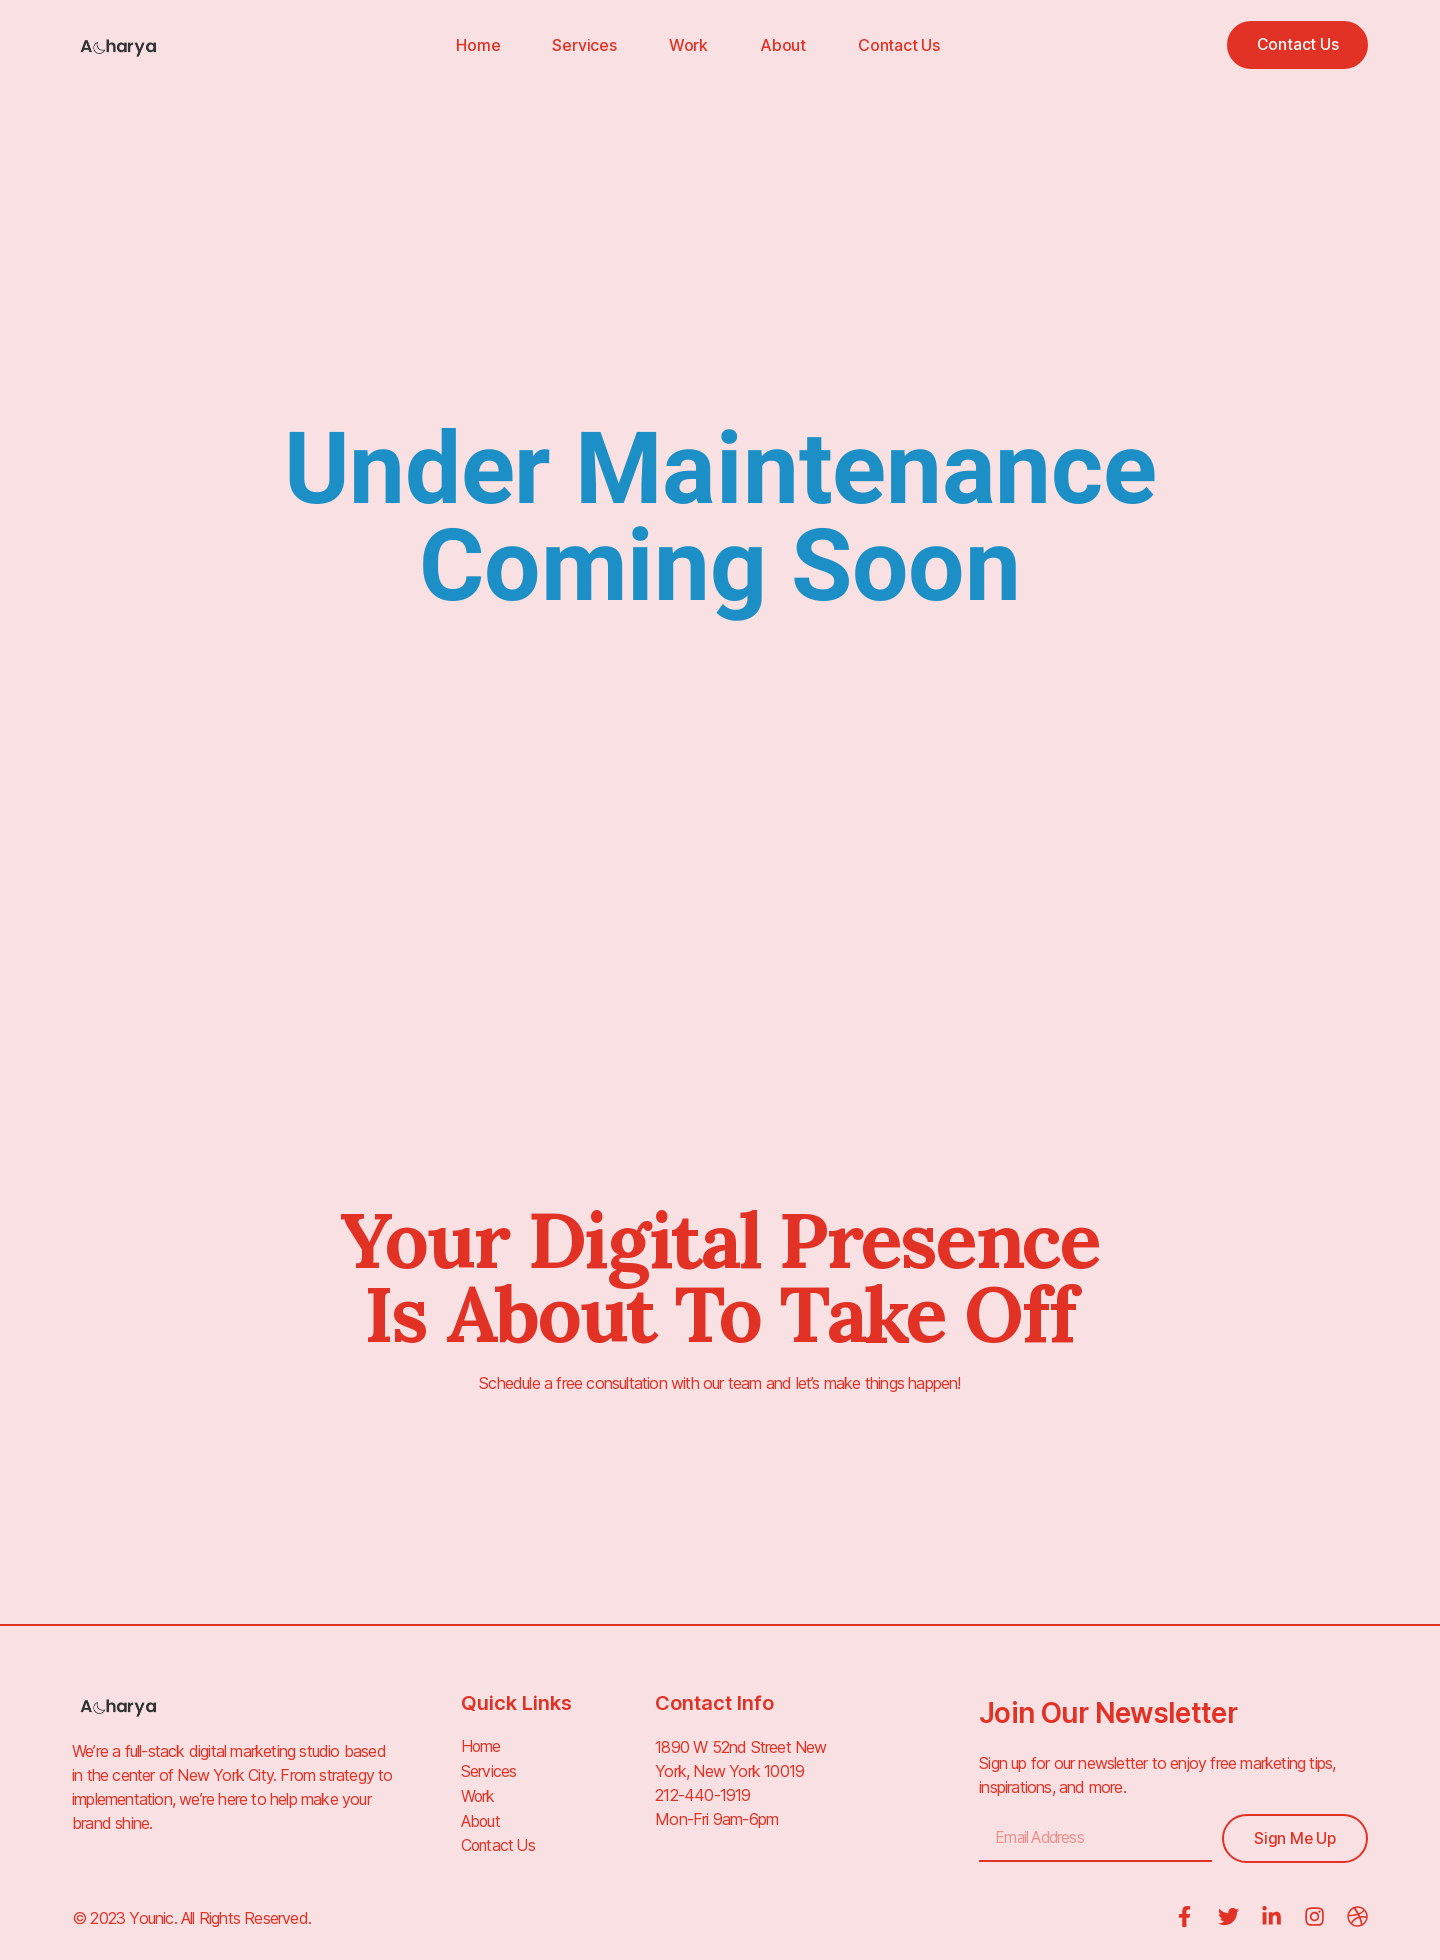 Acharya
Home Services Work About Contact Us
Contact Us
Under Maintenance
Coming Soon
Your Digital Presence
Is About To Take Off
Schedule a free consultation with our team and let’s make things happen!
Acharya
We’re a full-stack digital marketing studio based
in the center of New York City. From strategy to
implementation, we’re here to help make your
brand shine.
Quick Links
Home
Services
Work
About
Contact Us
Contact Info
1890 W 52nd Street New
York, New York 10019
212-440-1919
Mon-Fri 9am-6pm
Join Our Newsletter
Sign up for our newsletter to enjoy free marketing tips,
inspirations, and more.
Email Address
Sign Me Up
© 2023 Younic. All Rights Reserved.